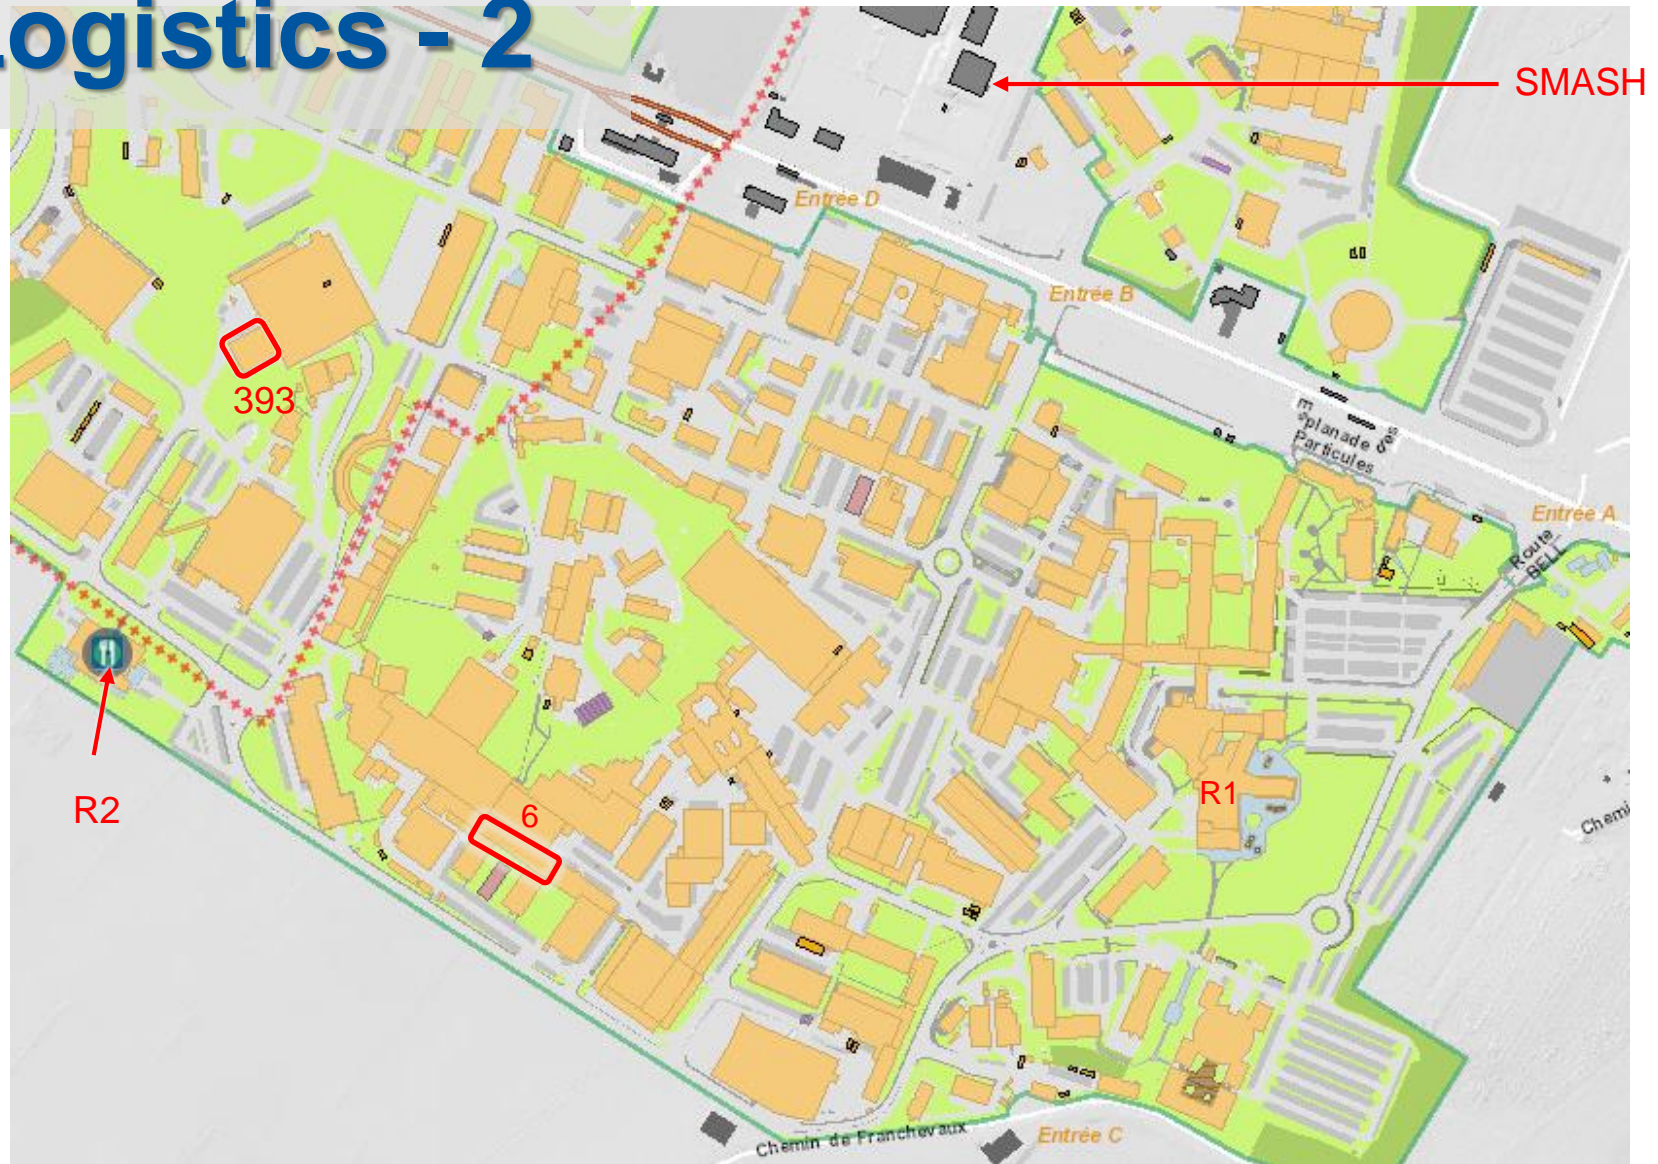 ogistics - 2
SMASH
Entrée D
Entrée B
393
Esplanade des
Particules
Entrée A
Route
BELL
R2
6
R1
Chemi
Chemin de Franchevaux
Entrée C